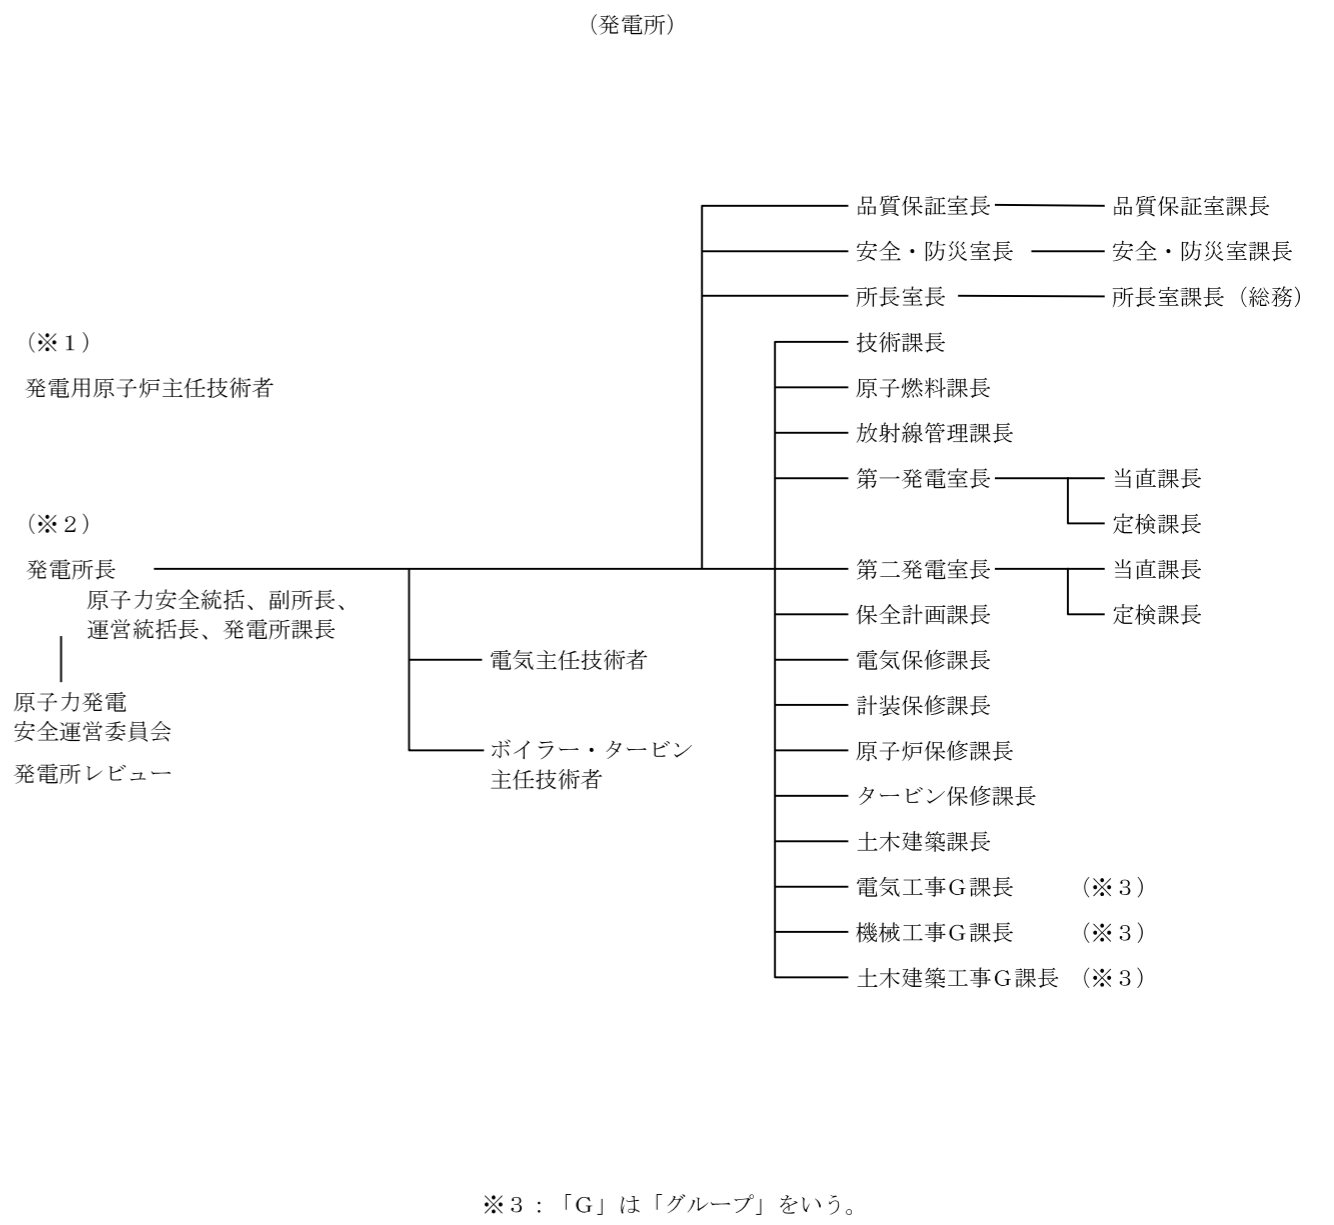 （発電所）
品質保証室長 品質保証室課長
安全・防災室長 安全・防災室課長
所長室長 所長室課長（総務）
（※１） 技術課長
発電用原子炉主任技術者 原子燃料課長
放射線管理課長
第一発電室長 当直課長
（※２） 定検課長
発電所長 第二発電室長 当直課長
原子力安全統括、副所長、
運営統括長、発電所課長
保全計画課長 定検課長
電気主任技術者 電気保修課長
原子力発電 計装保修課長
安全運営委員会
ボイラー・タービン 原子炉保修課長
主任技術者
発電所レビュー
タービン保修課長
土木建築課長
電気工事Ｇ課長 （※３）
機械工事Ｇ課長 （※３）
土木建築工事Ｇ課長 （※３）
※３：「Ｇ」は「グループ」をいう。